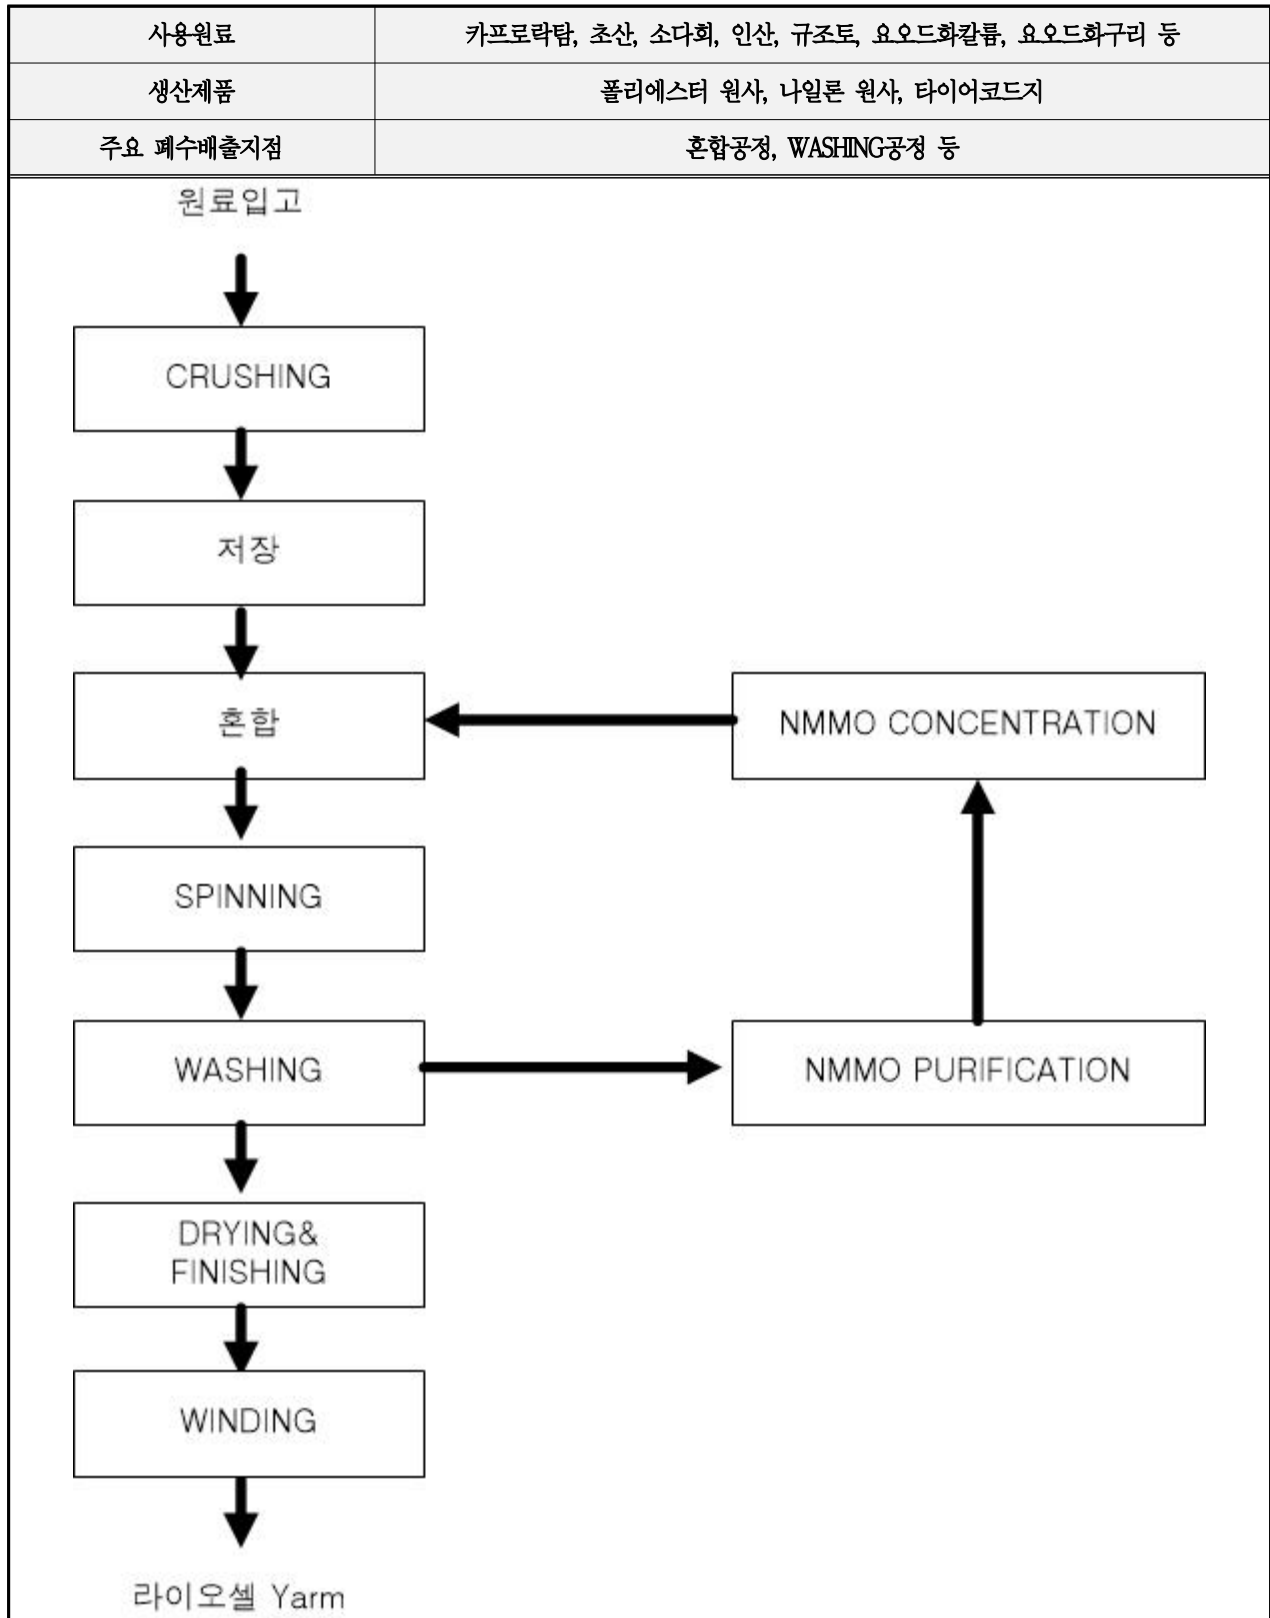 사용원료
카프로락탐, 초산, 소다회, 인산, 규조토, 요오드화칼륨, 요오드화구리 등
생산제품
폴리에스터 원사, 나일론 원사, 타이어코드지
주요 폐수배출지점
혼합공정, WASHING공정 등
원료입고
CRUSHING
저장
혼합
NMMO CONCENTRATION
SPINNING
WASHING
NMMO PURIFICATION
DRYING&
FINISHING
WINDING
라이오셀 Yarm